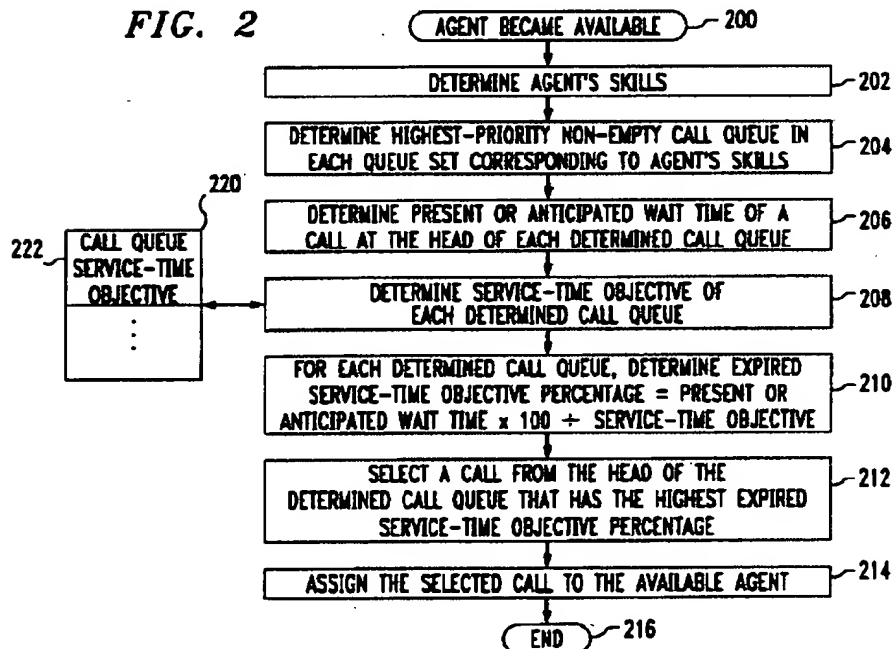 FIG. 2
AGENT BECAME AVAILABLE
200
DETERMINE AGENT'S SKILLS
202
DETERMINE HIGHEST-PRIORITY NON-EMPTY CALL QUEUE IN
EACH QUEUE SET CORRESPONDING TO AGENT'S SKILLS
204
DETERMINE PRESENT OR ANTICIPATED WAIT TIME OF A
CALL AT THE HEAD OF EACH DETERMINED CALL QUEUE
206
220
222
CALL QUEUE
SERVICE-TIME
OBJECTIVE
DETERMINE SERVICE-TIME OBJECTIVE OF
EACH DETERMINED CALL QUEUE
208
FOR EACH DETERMINED CALL QUEUE, DETERMINE EXPIRED
SERVICE-TIME OBJECTIVE PERCENTAGE = PRESENT OR
ANTICIPATED WAIT TIME x 100 ÷ SERVICE-TIME OBJECTIVE
210
SELECT A CALL FROM THE HEAD OF THE
DETERMINED CALL QUEUE THAT HAS THE HIGHEST EXPIRED
SERVICE-TIME OBJECTIVE PERCENTAGE
212
ASSIGN THE SELECTED CALL TO THE AVAILABLE AGENT
214
END
216